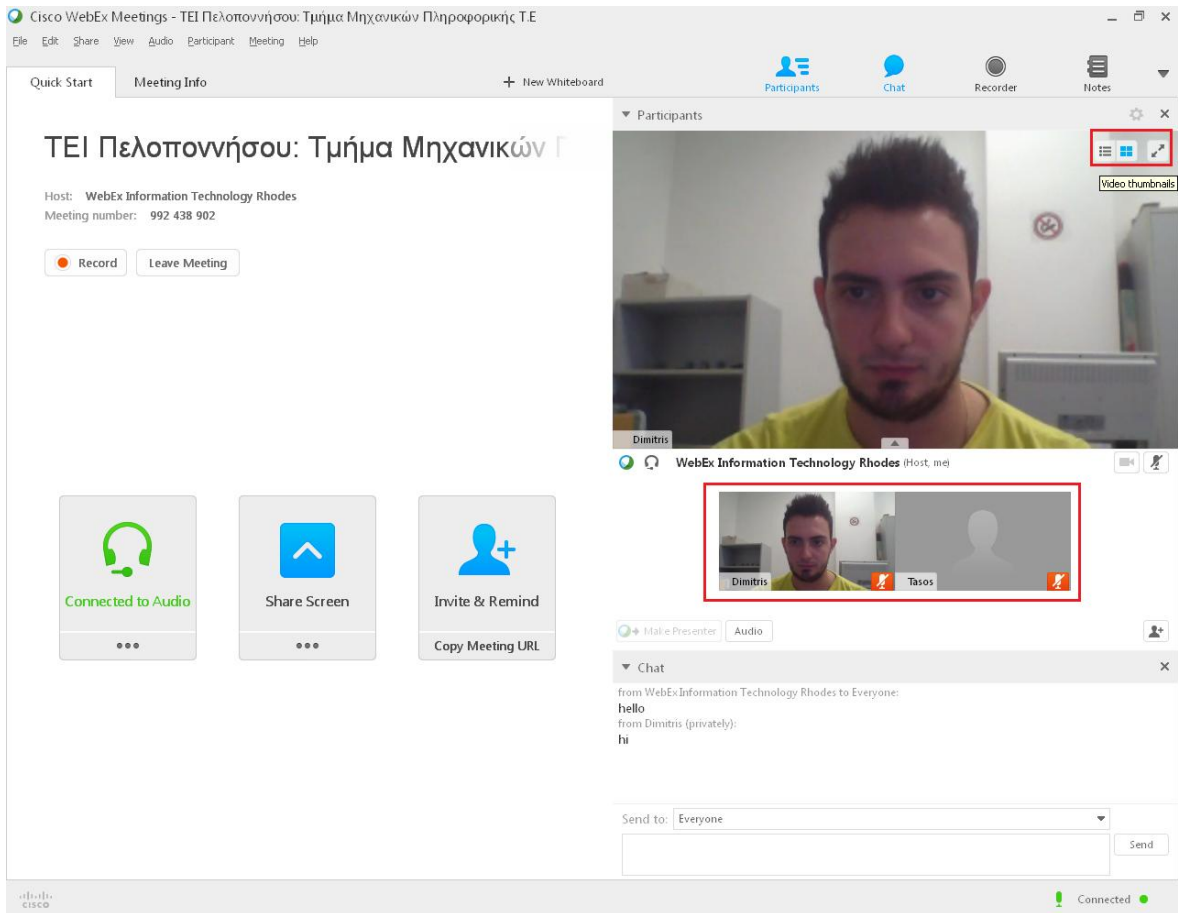 Cisco WebEx Meetings - ΤΕΙ Πελοποννήσου: Τμήμα Μηχανικών Πληροφορικής Τ.Ε
File Edit Share View Audio Participant Meeting Help
Quick Start Meeting Info + New Whiteboard
Participants Chat Recorder Notes
Participants
ΤΕΙ Πελοποννήσου: Τμήμα Μηχανικών Π
Host: WebEx Information Technology Rhodes
Meeting number: 992 438 902
Record Leave Meeting
Video thumbnails
Dimitris
WebEx Information Technology Rhodes (Host, me)
Dimitris Tasos
Connected to Audio
Share Screen
Invite & Remind
Copy Meeting URL
Make Presenter Audio
Chat
from WebEx Information Technology Rhodes to Everyone:
hello
from Dimitris (privately):
hi
Send to: Everyone
Send
CISCO
Connected